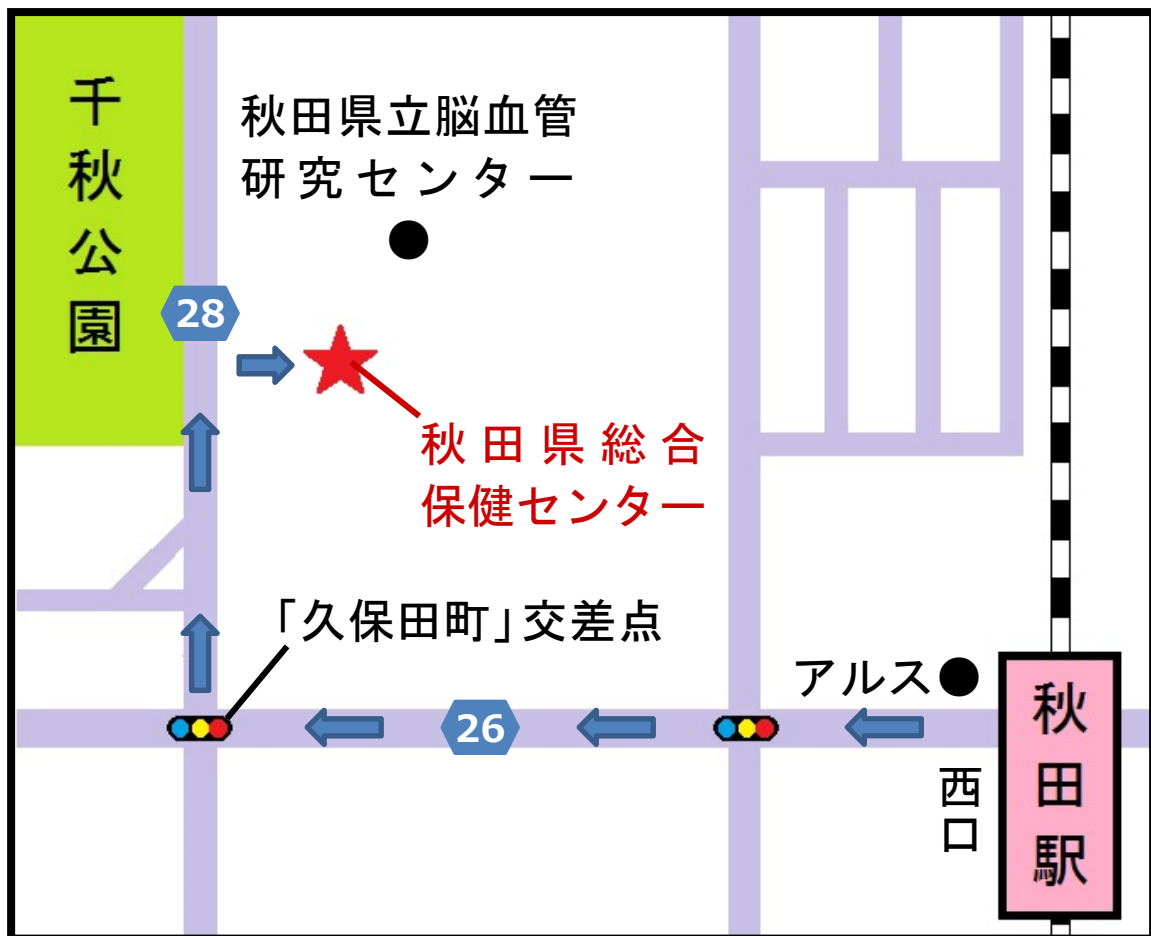 千秋公園
秋田県立脳血管
研究センター
28
秋田県総合
保健センター
「久保田町」交差点
アルス
26
西口
秋田駅